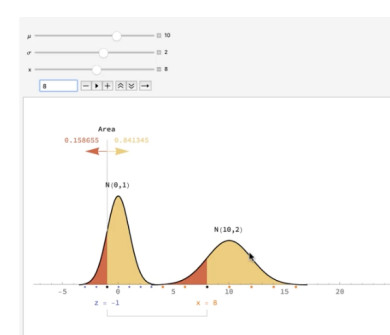 μ 10
σ 2
x 8
8
Area
0.158655 0.841345
N(0,1)
N(10,2)
-5 0 5 10 15 20
z = -1 x = 8